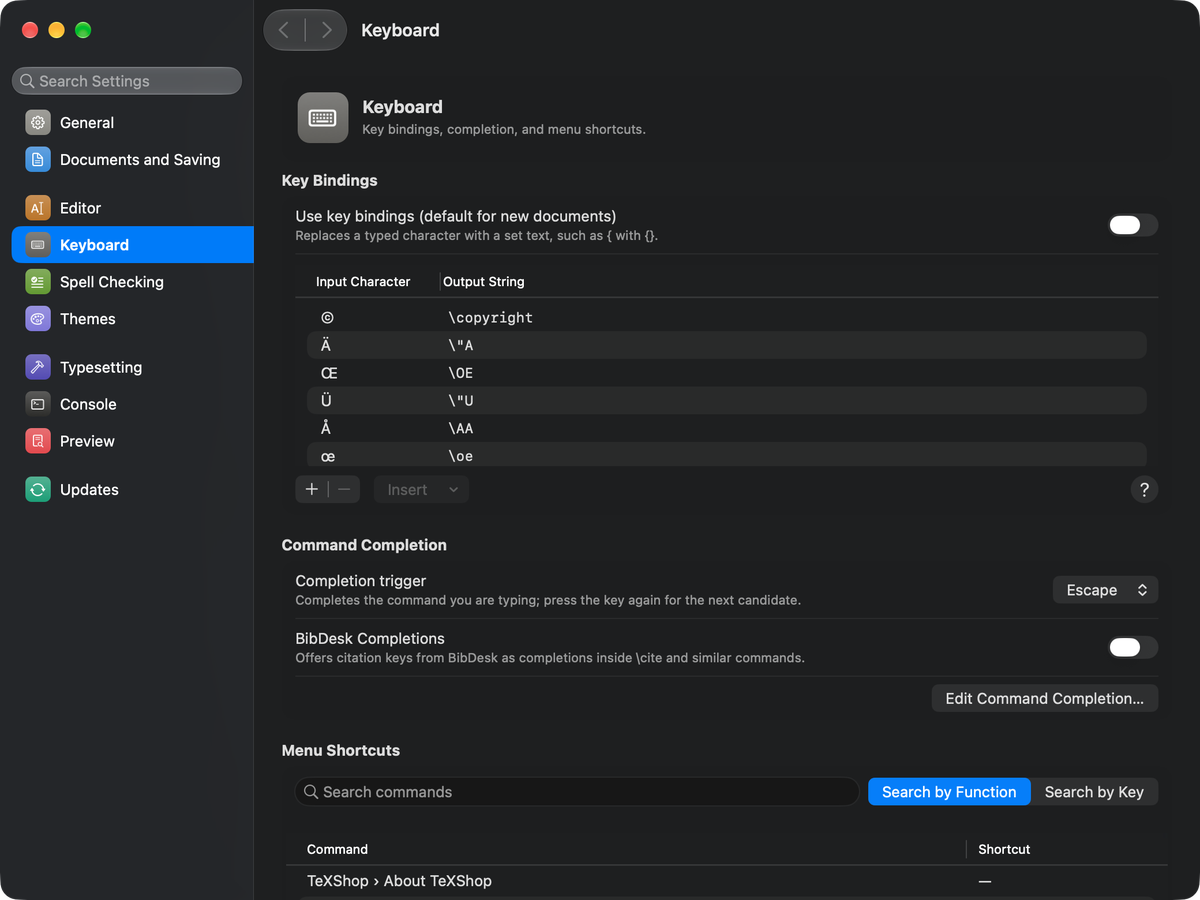 Keyboard
Search Settings
General
Documents and Saving
Editor
Keyboard
Spell Checking
Themes
Typesetting
Console
Preview
Updates
Keyboard
Key bindings, completion, and menu shortcuts.
Key Bindings
Use key bindings (default for new documents)
Replaces a typed character with a set text, such as { with {}.
Input Character Output String
© \copyright
Ä \"A
Œ \OE
Ü \"U
Å \AA
œ \oe
+ − Insert ?
Command Completion
Completion trigger
Completes the command you are typing; press the key again for the next candidate.
Escape
BibDesk Completions
Offers citation keys from BibDesk as completions inside \cite and similar commands.
Edit Command Completion...
Menu Shortcuts
Search commands Search by Function Search by Key
Command Shortcut
TeXShop › About TeXShop —